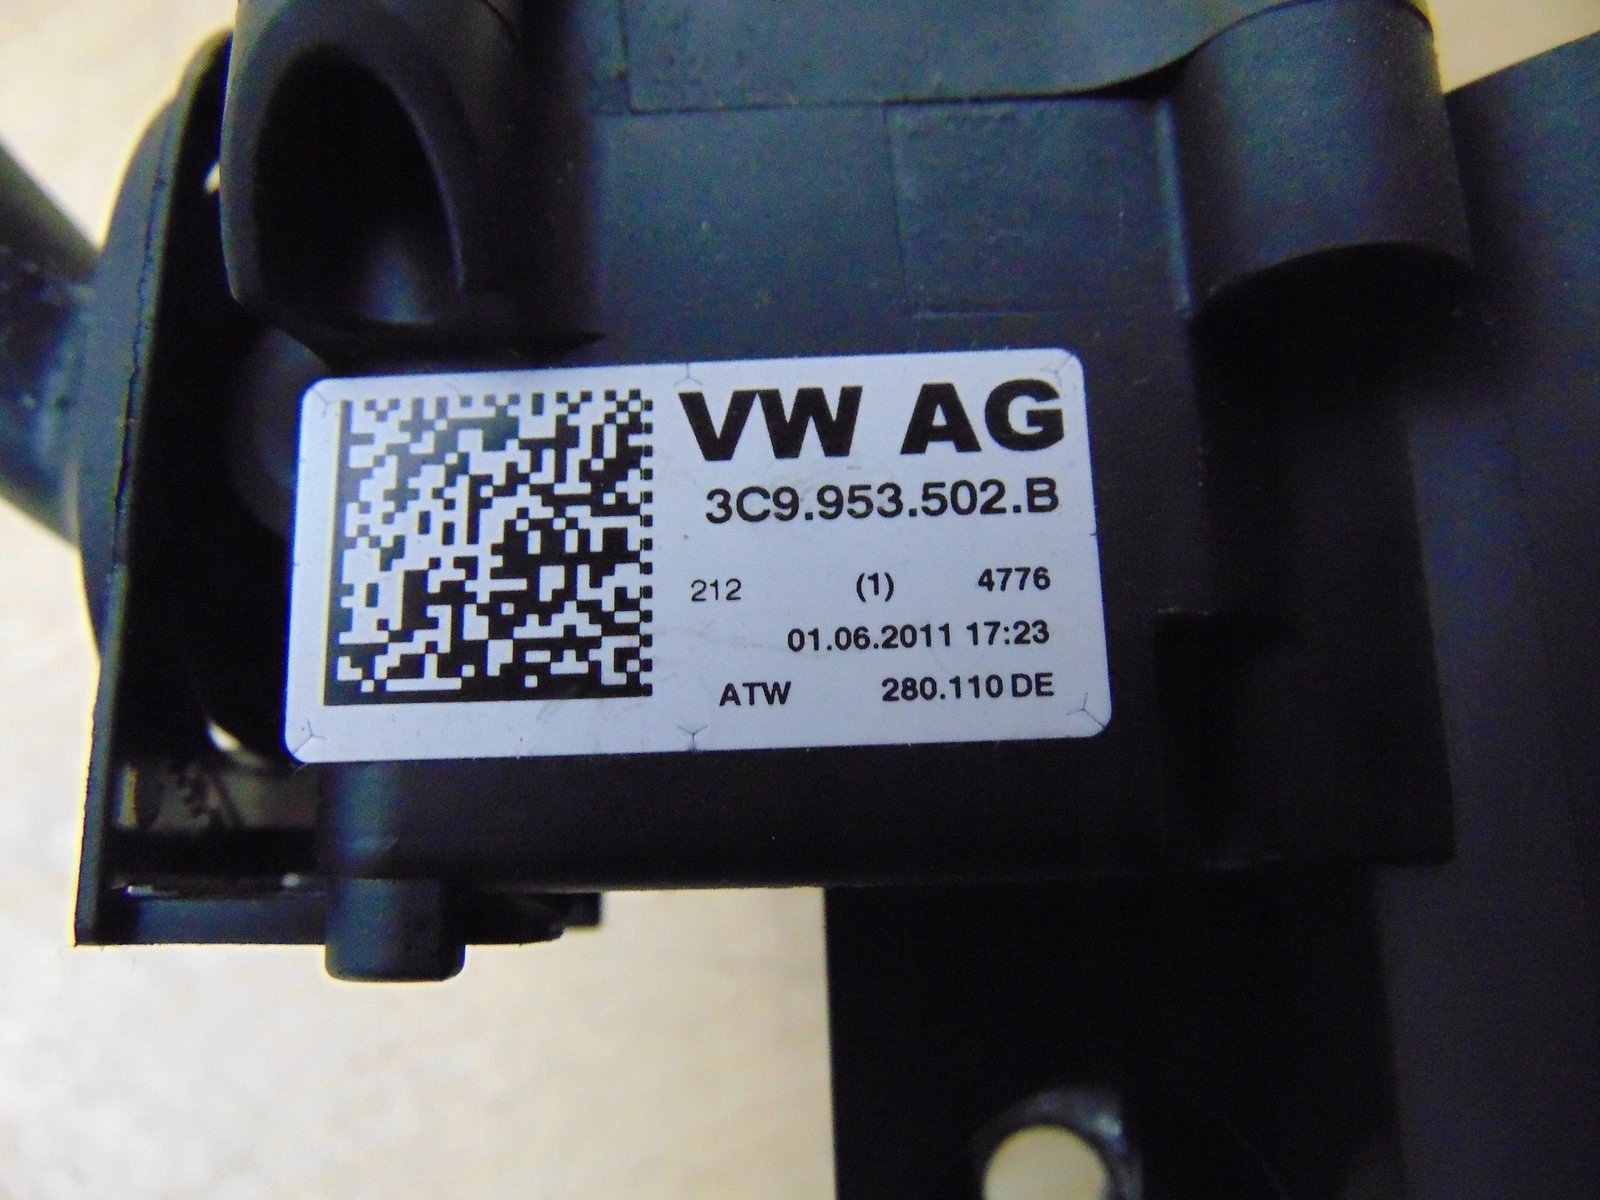 VW AG
3C9.953.502.B
212 (1) 4776
01.06.2011 17:23
ATW 280.110 DE